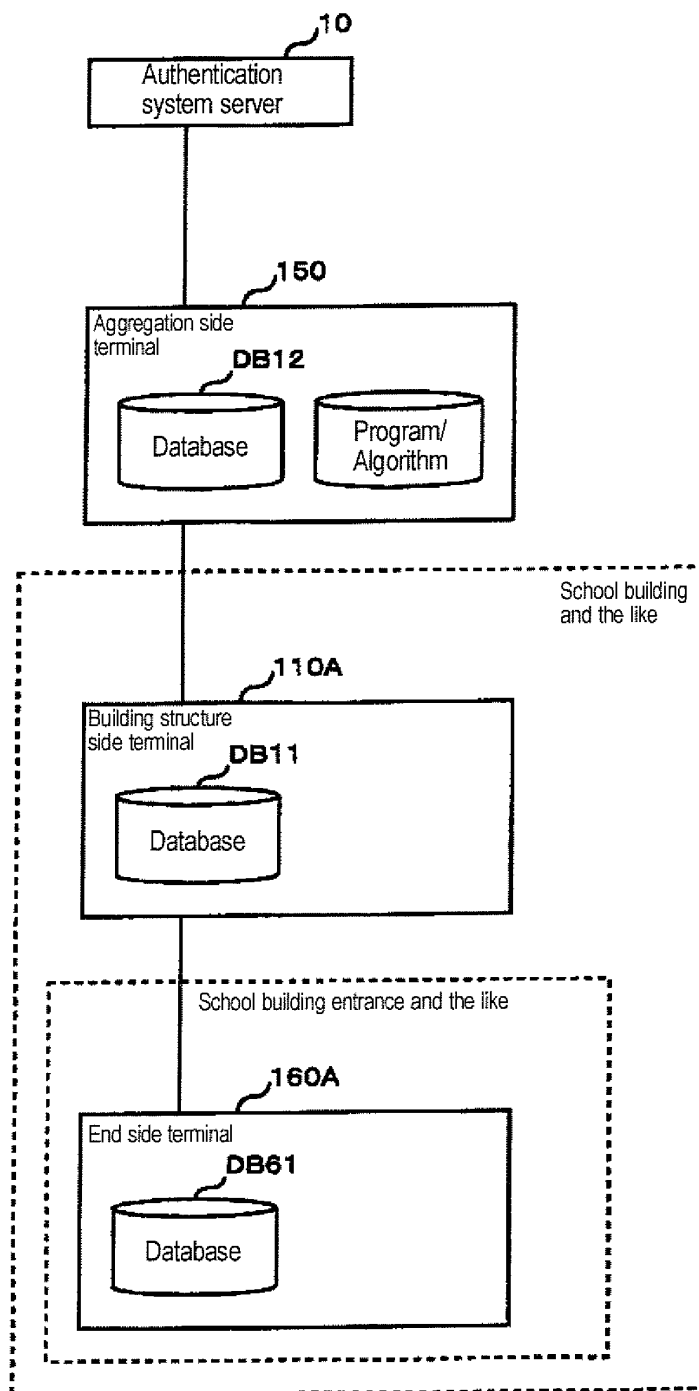 10
Authentication
system server
150
Aggregation side
terminal
DB12
Database
Program/
Algorithm
School building
and the like
110A
Building structure
side terminal
DB11
Database
School building entrance and the like
160A
End side terminal
DB61
Database